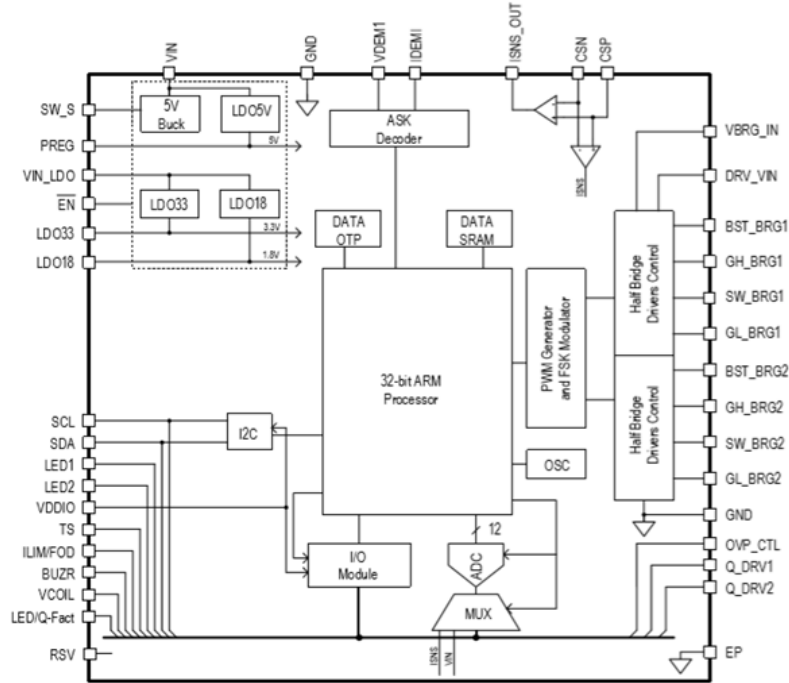 VIN
GND
VDEM1
IDEMI
ISNS_OUT
CSN
CSP
SW_S
PREG
VIN_LDO
EN
LDO33
LDO18
5V
Buck
LDO5V
5V
LDO33
LDO18
3.3V
1.8V
ASK
Decoder
ISNS
DATA
OTP
DATA
SRAM
32-bit ARM
Processor
PWM Generator
and FSK Modulator
Half Bridge
Drivers Control
Half Bridge
Drivers Control
VBRG_IN
DRV_VIN
BST_BRG1
GH_BRG1
SW_BRG1
GL_BRG1
BST_BRG2
GH_BRG2
SW_BRG2
GL_BRG2
GND
OVP_CTL
Q_DRV1
Q_DRV2
EP
SCL
SDA
LED1
LED2
VDDIO
TS
ILIM/FOD
BUZR
VCOIL
LED/Q-Fact
RSV
I2C
OSC
I/O
Module
12
ADC
MUX
ISNS
VIN